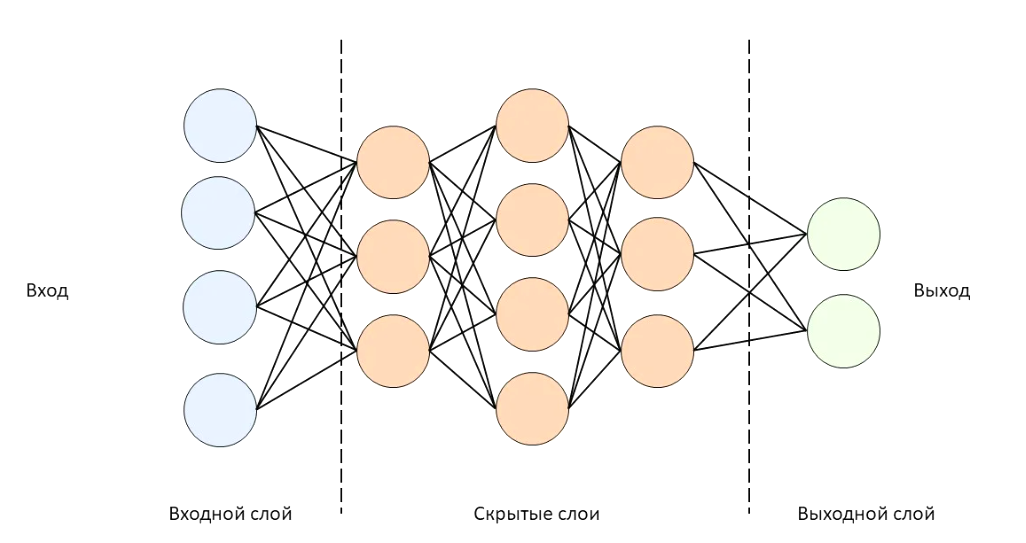 Вход
Выход
Входной слой
Скрытые слои
Выходной слой